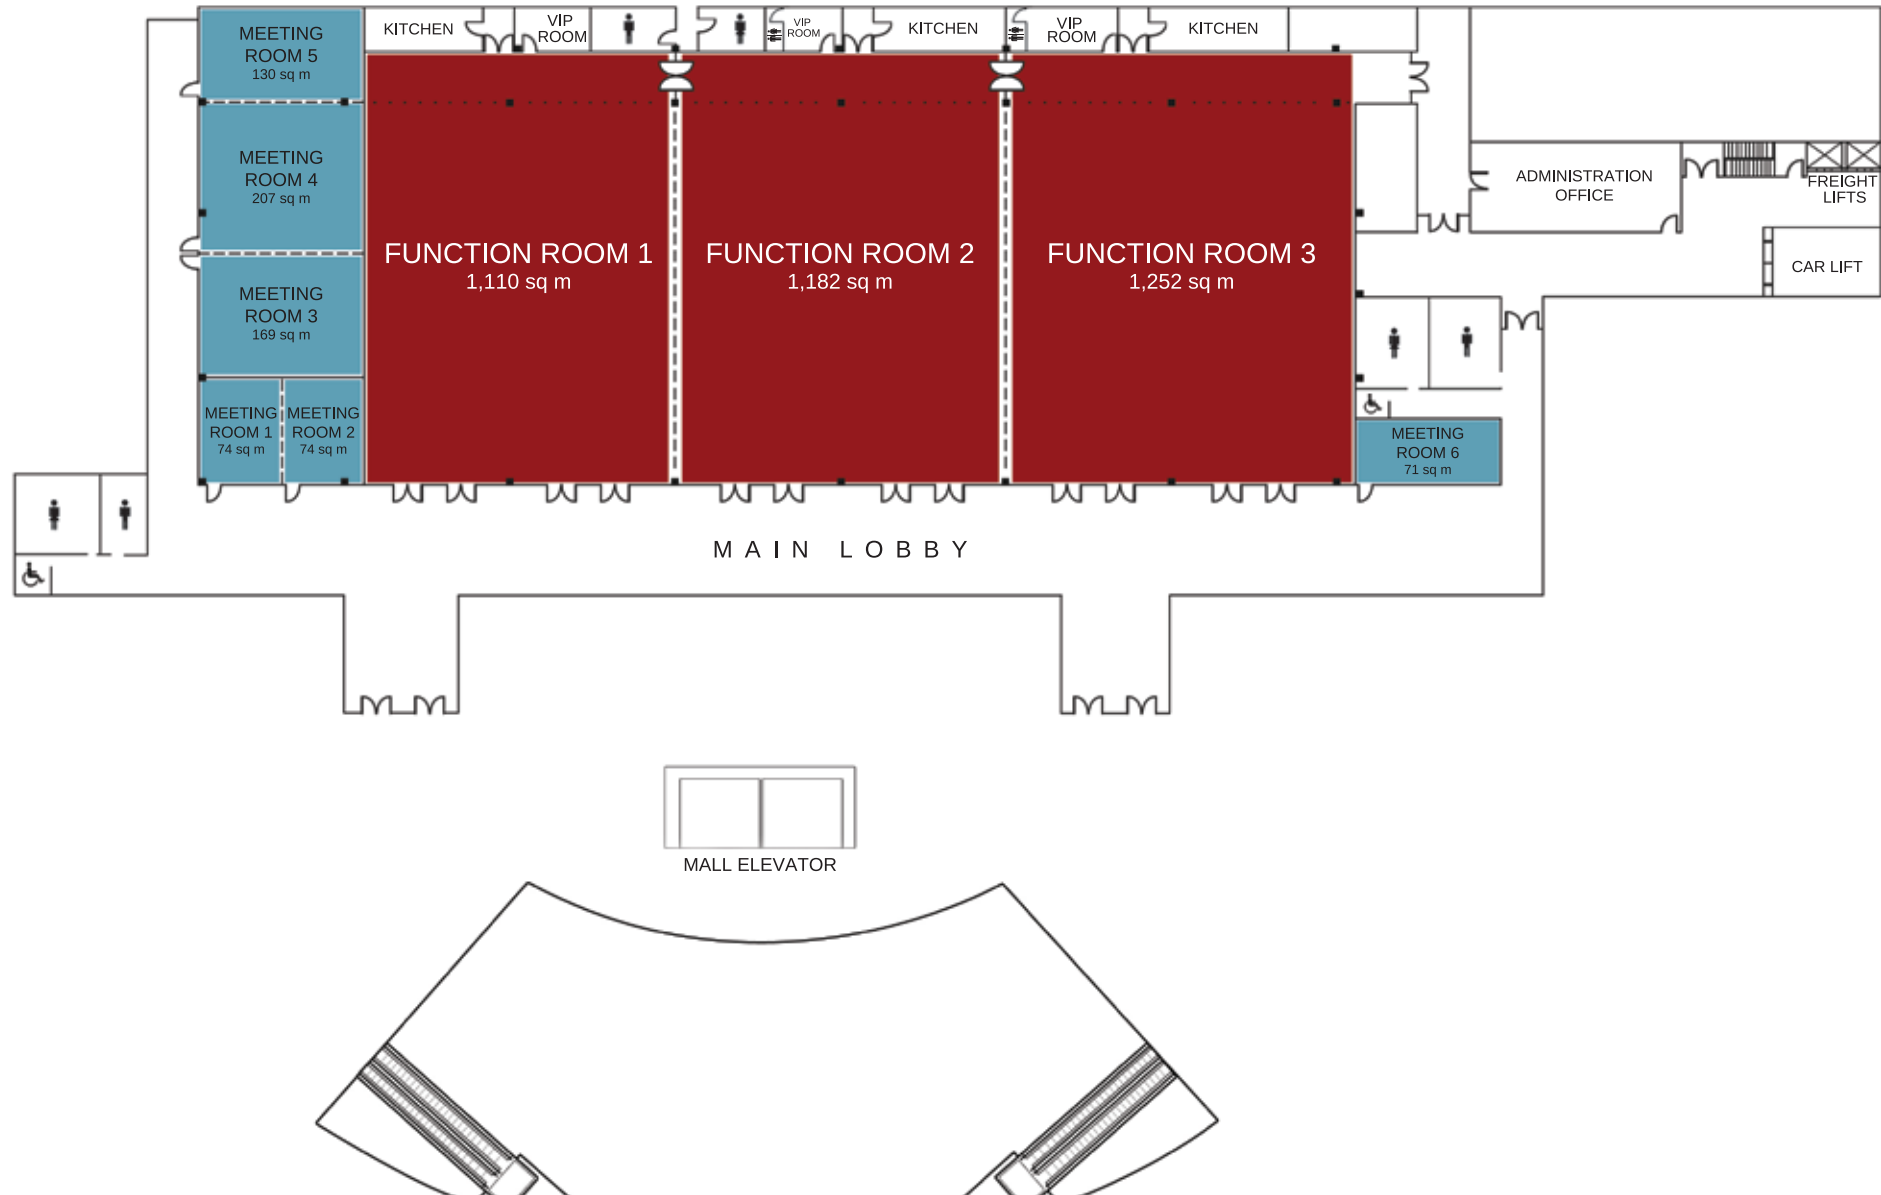 MEETING
ROOM 5
130 sq m
KITCHEN
VIP
ROOM
VIP
ROOM
KITCHEN
VIP
ROOM
KITCHEN
MEETING
ROOM 4
207 sq m
ADMINISTRATION
OFFICE
FREIGHT
LIFTS
FUNCTION ROOM 1
1,110 sq m
FUNCTION ROOM 2
1,182 sq m
FUNCTION ROOM 3
1,252 sq m
CAR LIFT
MEETING
ROOM 3
169 sq m
MEETING
ROOM 1
74 sq m
MEETING
ROOM 2
74 sq m
MEETING
ROOM 6
71 sq m
MAIN LOBBY
MALL ELEVATOR